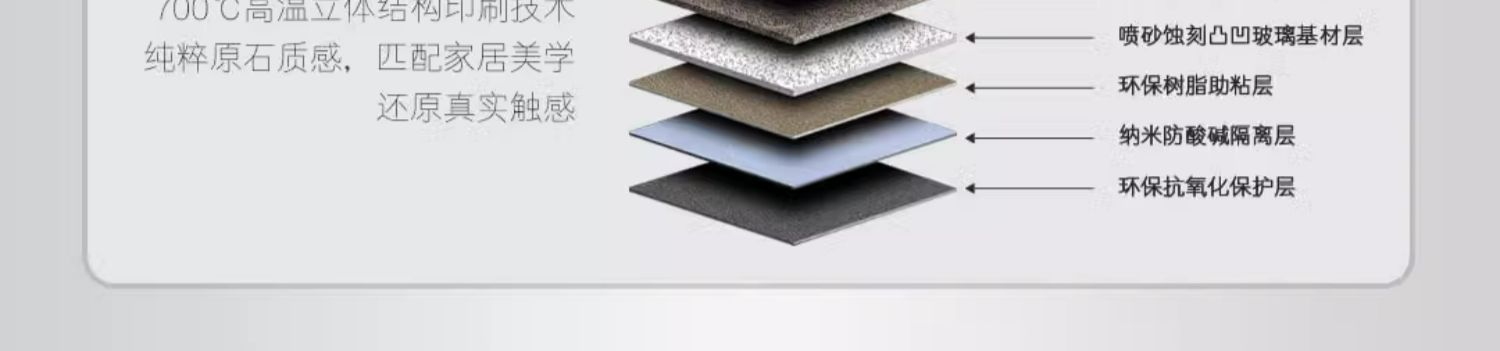 700℃高温立体结构印刷技术
纯粹原石质感，匹配家居美学
还原真实触感
喷砂蚀刻凸凹玻璃基材层
环保树脂助粘层
纳米防酸碱隔离层
环保抗氧化保护层